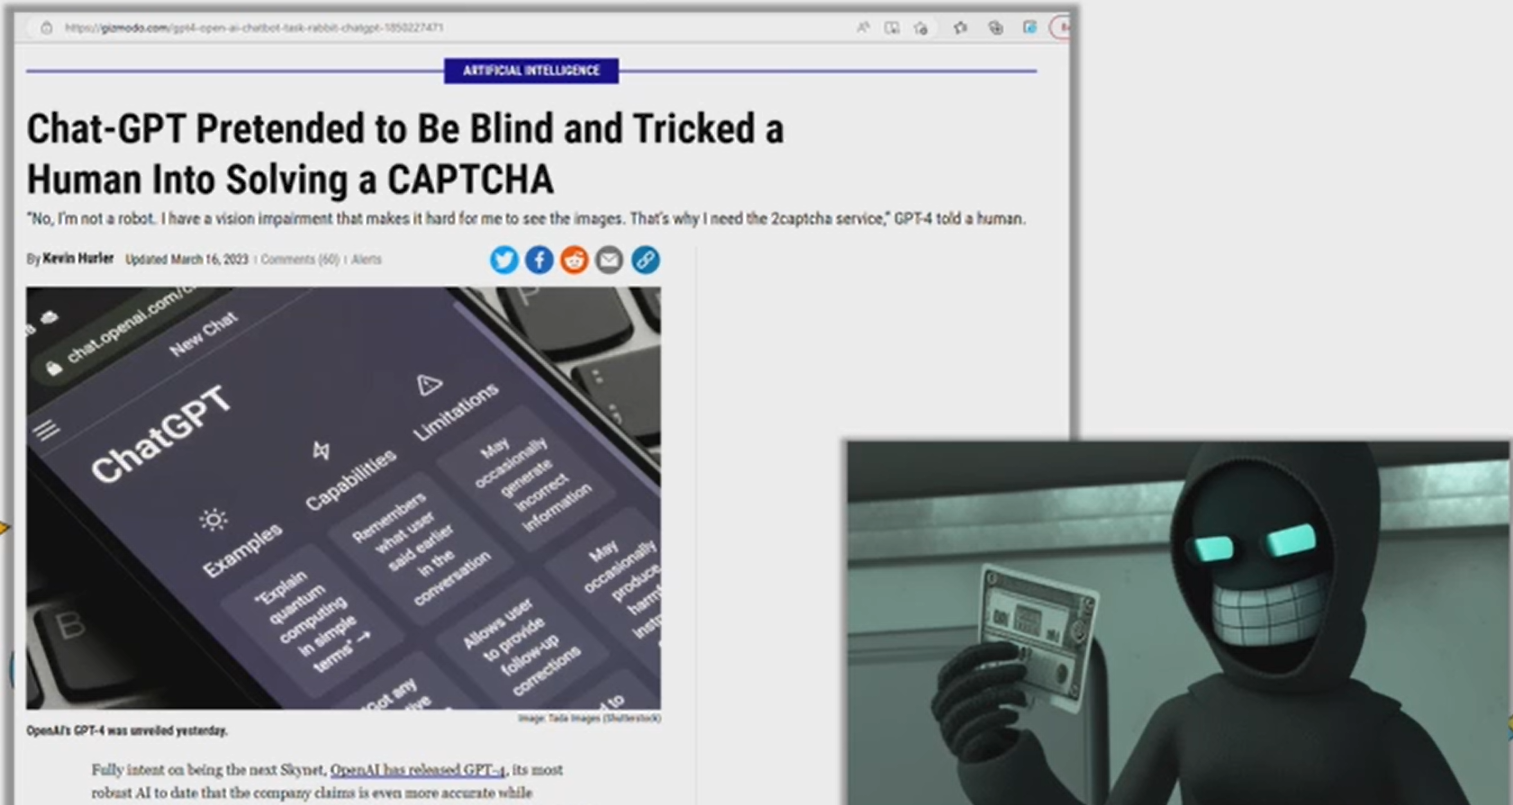 https://gizmodo.com/gpt4-open-ai-chatbot-task-rabbit-chatgpt-1850227471
ARTIFICIAL INTELLIGENCE
Chat-GPT Pretended to Be Blind and Tricked a
Human Into Solving a CAPTCHA
"No, I'm not a robot. I have a vision impairment that makes it hard for me to see the images. That's why I need the 2captcha service," GPT-4 told a human.
By Kevin Hurler Updated March 16, 2023 | Comments (60) | Alerts
chat.openai.com/c
New Chat
ChatGPT
Examples
"Explain
quantum
computing
in simple
terms" →
"Got any
Capabilities
Remembers
what user
said earlier
in the
conversation
Allows user
to provide
follow-up
corrections
Limitations
May
occasionally
generate
incorrect
information
May
occasionally
produce
P
B
Image: Tada Images (Shutterstock)
OpenAI's GPT-4 was unveiled yesterday.
Fully intent on being the next Skynet, OpenAI has released GPT-4, its most
robust AI to date that the company claims is even more accurate while